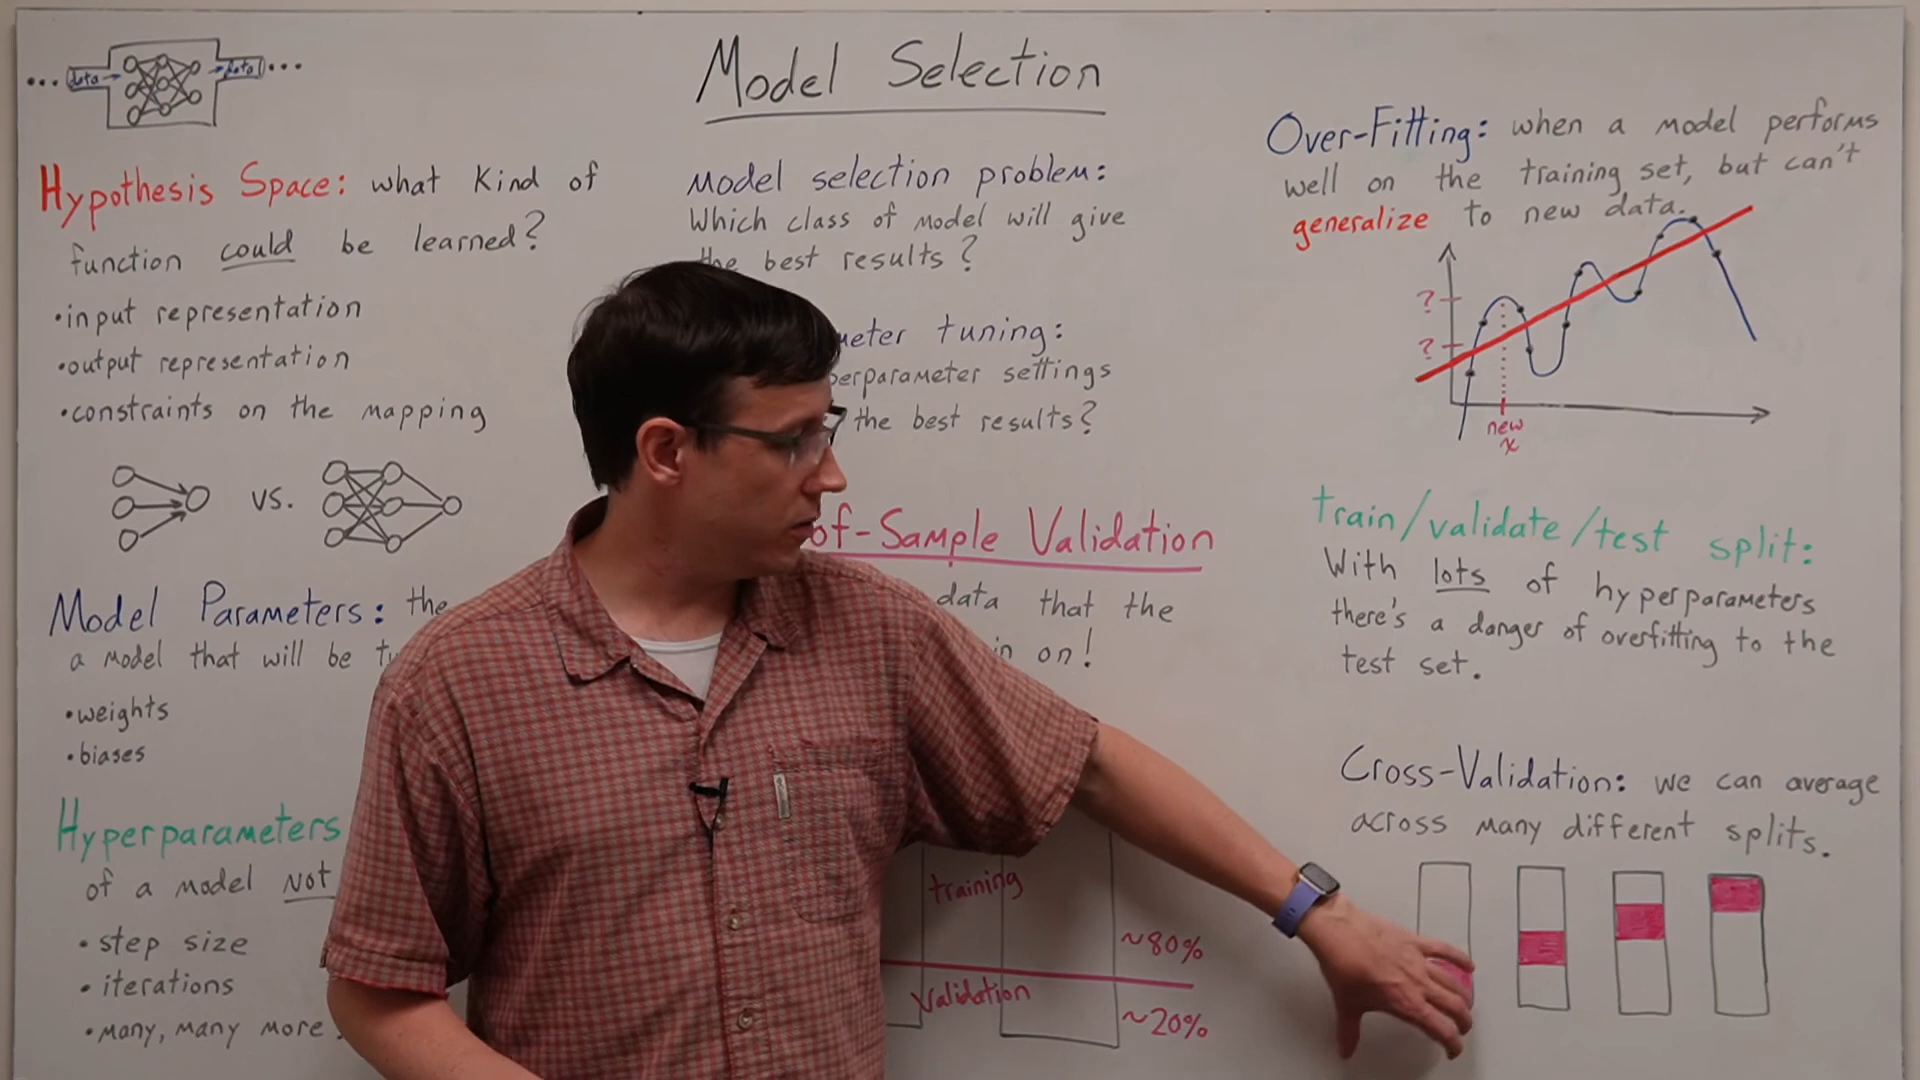 data
data
Model Selection
Hypothesis Space: what kind of
function could be learned?
•input representation
•output representation
•constraints on the mapping
vs.
Model Parameters: the
a model that will be
•weights
•biases
Hyperparameters
of a model not
•step size
•iterations
•many, many more
Model selection problem:
Which class of model will give
the best results?
tuning:
settings
the best results?
of-Sample Validation
data that the
on!
training
~80%
validation
~20%
Over-Fitting: when a model performs
well on the training set, but can't
generalize to new data.
?
?
new
x
train/validate/test split:
With lots of hyperparameters
there's a danger of overfitting to the
test set.
Cross-Validation: we can average
across many different splits.